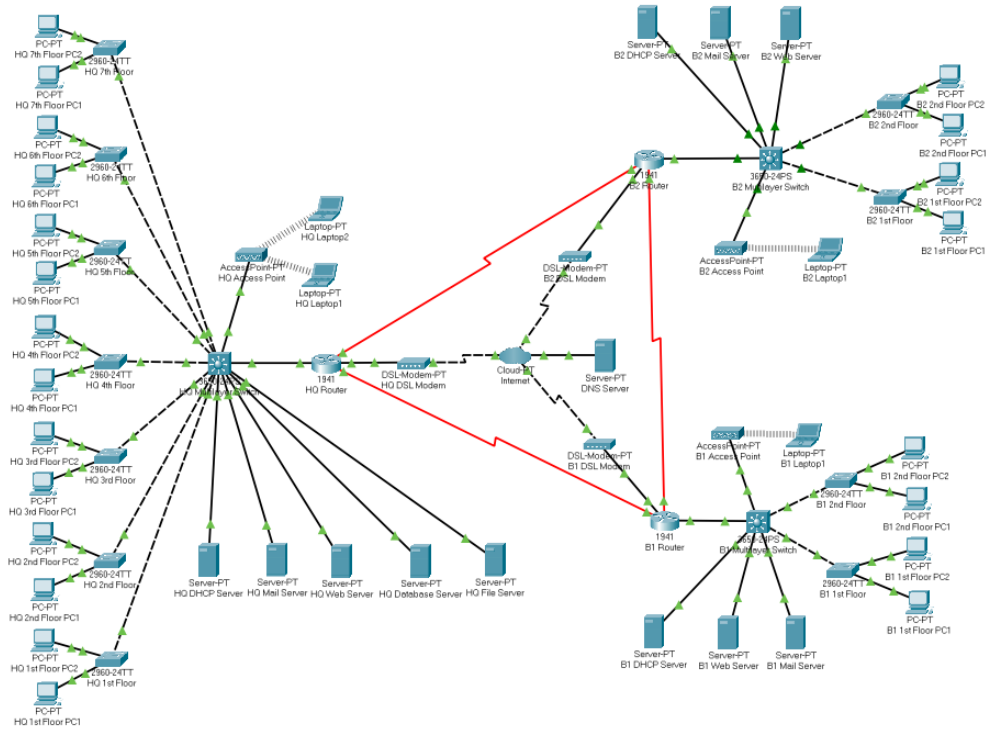 PC-PT
HQ 7th Floor PC2
2960-24TT
HQ 7th Floor
PC-PT
HQ 7th Floor PC1
PC-PT
HQ 6th Floor PC2
2960-24TT
HQ 6th Floor
PC-PT
HQ 6th Floor PC1
PC-PT
HQ 5th Floor PC2
2960-24TT
HQ 5th Floor
PC-PT
HQ 5th Floor PC1
PC-PT
HQ 4th Floor PC2
2960-24TT
HQ 4th Floor
PC-PT
HQ 4th Floor PC1
PC-PT
HQ 3rd Floor PC2
2960-24TT
HQ 3rd Floor
PC-PT
HQ 3rd Floor PC1
PC-PT
HQ 2nd Floor PC2
2960-24TT
HQ 2nd Floor
PC-PT
HQ 2nd Floor PC1
PC-PT
HQ 1st Floor PC2
2960-24TT
HQ 1st Floor
PC-PT
HQ 1st Floor PC1
Laptop-PT
HQ Laptop2
AccessPoint-PT
HQ Access Point
Laptop-PT
HQ Laptop1
3650-24PS
HQ Multilayer Switch
1941
HQ Router
DSL-Modem-PT
HQ DSL Modem
Server-PT
HQ DHCP Server
Server-PT
HQ Mail Server
Server-PT
HQ Web Server
Server-PT
HQ Database Server
Server-PT
HQ File Server
Cloud-PT
Internet
Server-PT
DNS Server
Server-PT
B2 DHCP Server
Server-PT
B2 Mail Server
Server-PT
B2 Web Server
1941
B2 Router
3650-24PS
B2 Multilayer Switch
PC-PT
B2 2nd Floor PC2
2960-24TT
B2 2nd Floor
PC-PT
B2 2nd Floor PC1
PC-PT
B2 1st Floor PC2
2960-24TT
B2 1st Floor
PC-PT
B2 1st Floor PC1
DSL-Modem-PT
B2 DSL Modem
AccessPoint-PT
B2 Access Point
Laptop-PT
B2 Laptop1
DSL-Modem-PT
B1 DSL Modem
AccessPoint-PT
B1 Access Point
Laptop-PT
B1 Laptop1
1941
B1 Router
3650-24PS
B1 Multilayer Switch
PC-PT
B1 2nd Floor PC2
2960-24TT
B1 2nd Floor
PC-PT
B1 2nd Floor PC1
PC-PT
B1 1st Floor PC2
2960-24TT
B1 1st Floor
PC-PT
B1 1st Floor PC1
Server-PT
B1 DHCP Server
Server-PT
B1 Web Server
Server-PT
B1 Mail Server